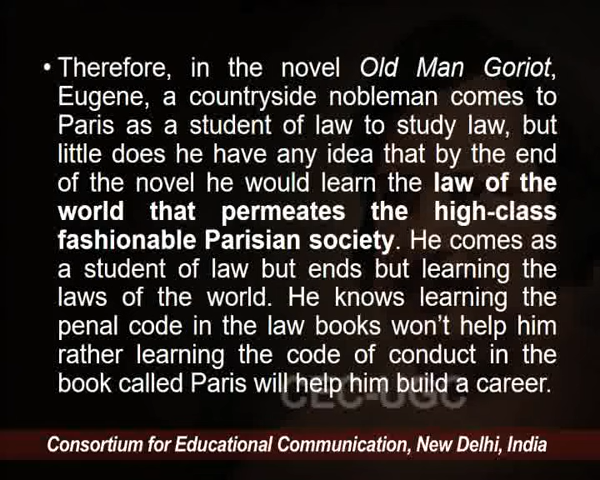 • Therefore, in the novel Old Man Goriot,
Eugene, a countryside nobleman comes to
Paris as a student of law to study law, but
little does he have any idea that by the end
of the novel he would learn the law of the
world that permeates the high-class
fashionable Parisian society. He comes as
a student of law but ends but learning the
laws of the world. He knows learning the
penal code in the law books won't help him
rather learning the code of conduct in the
book called Paris will help him build a career.
CEC-UGC
Consortium for Educational Communication, New Delhi, India